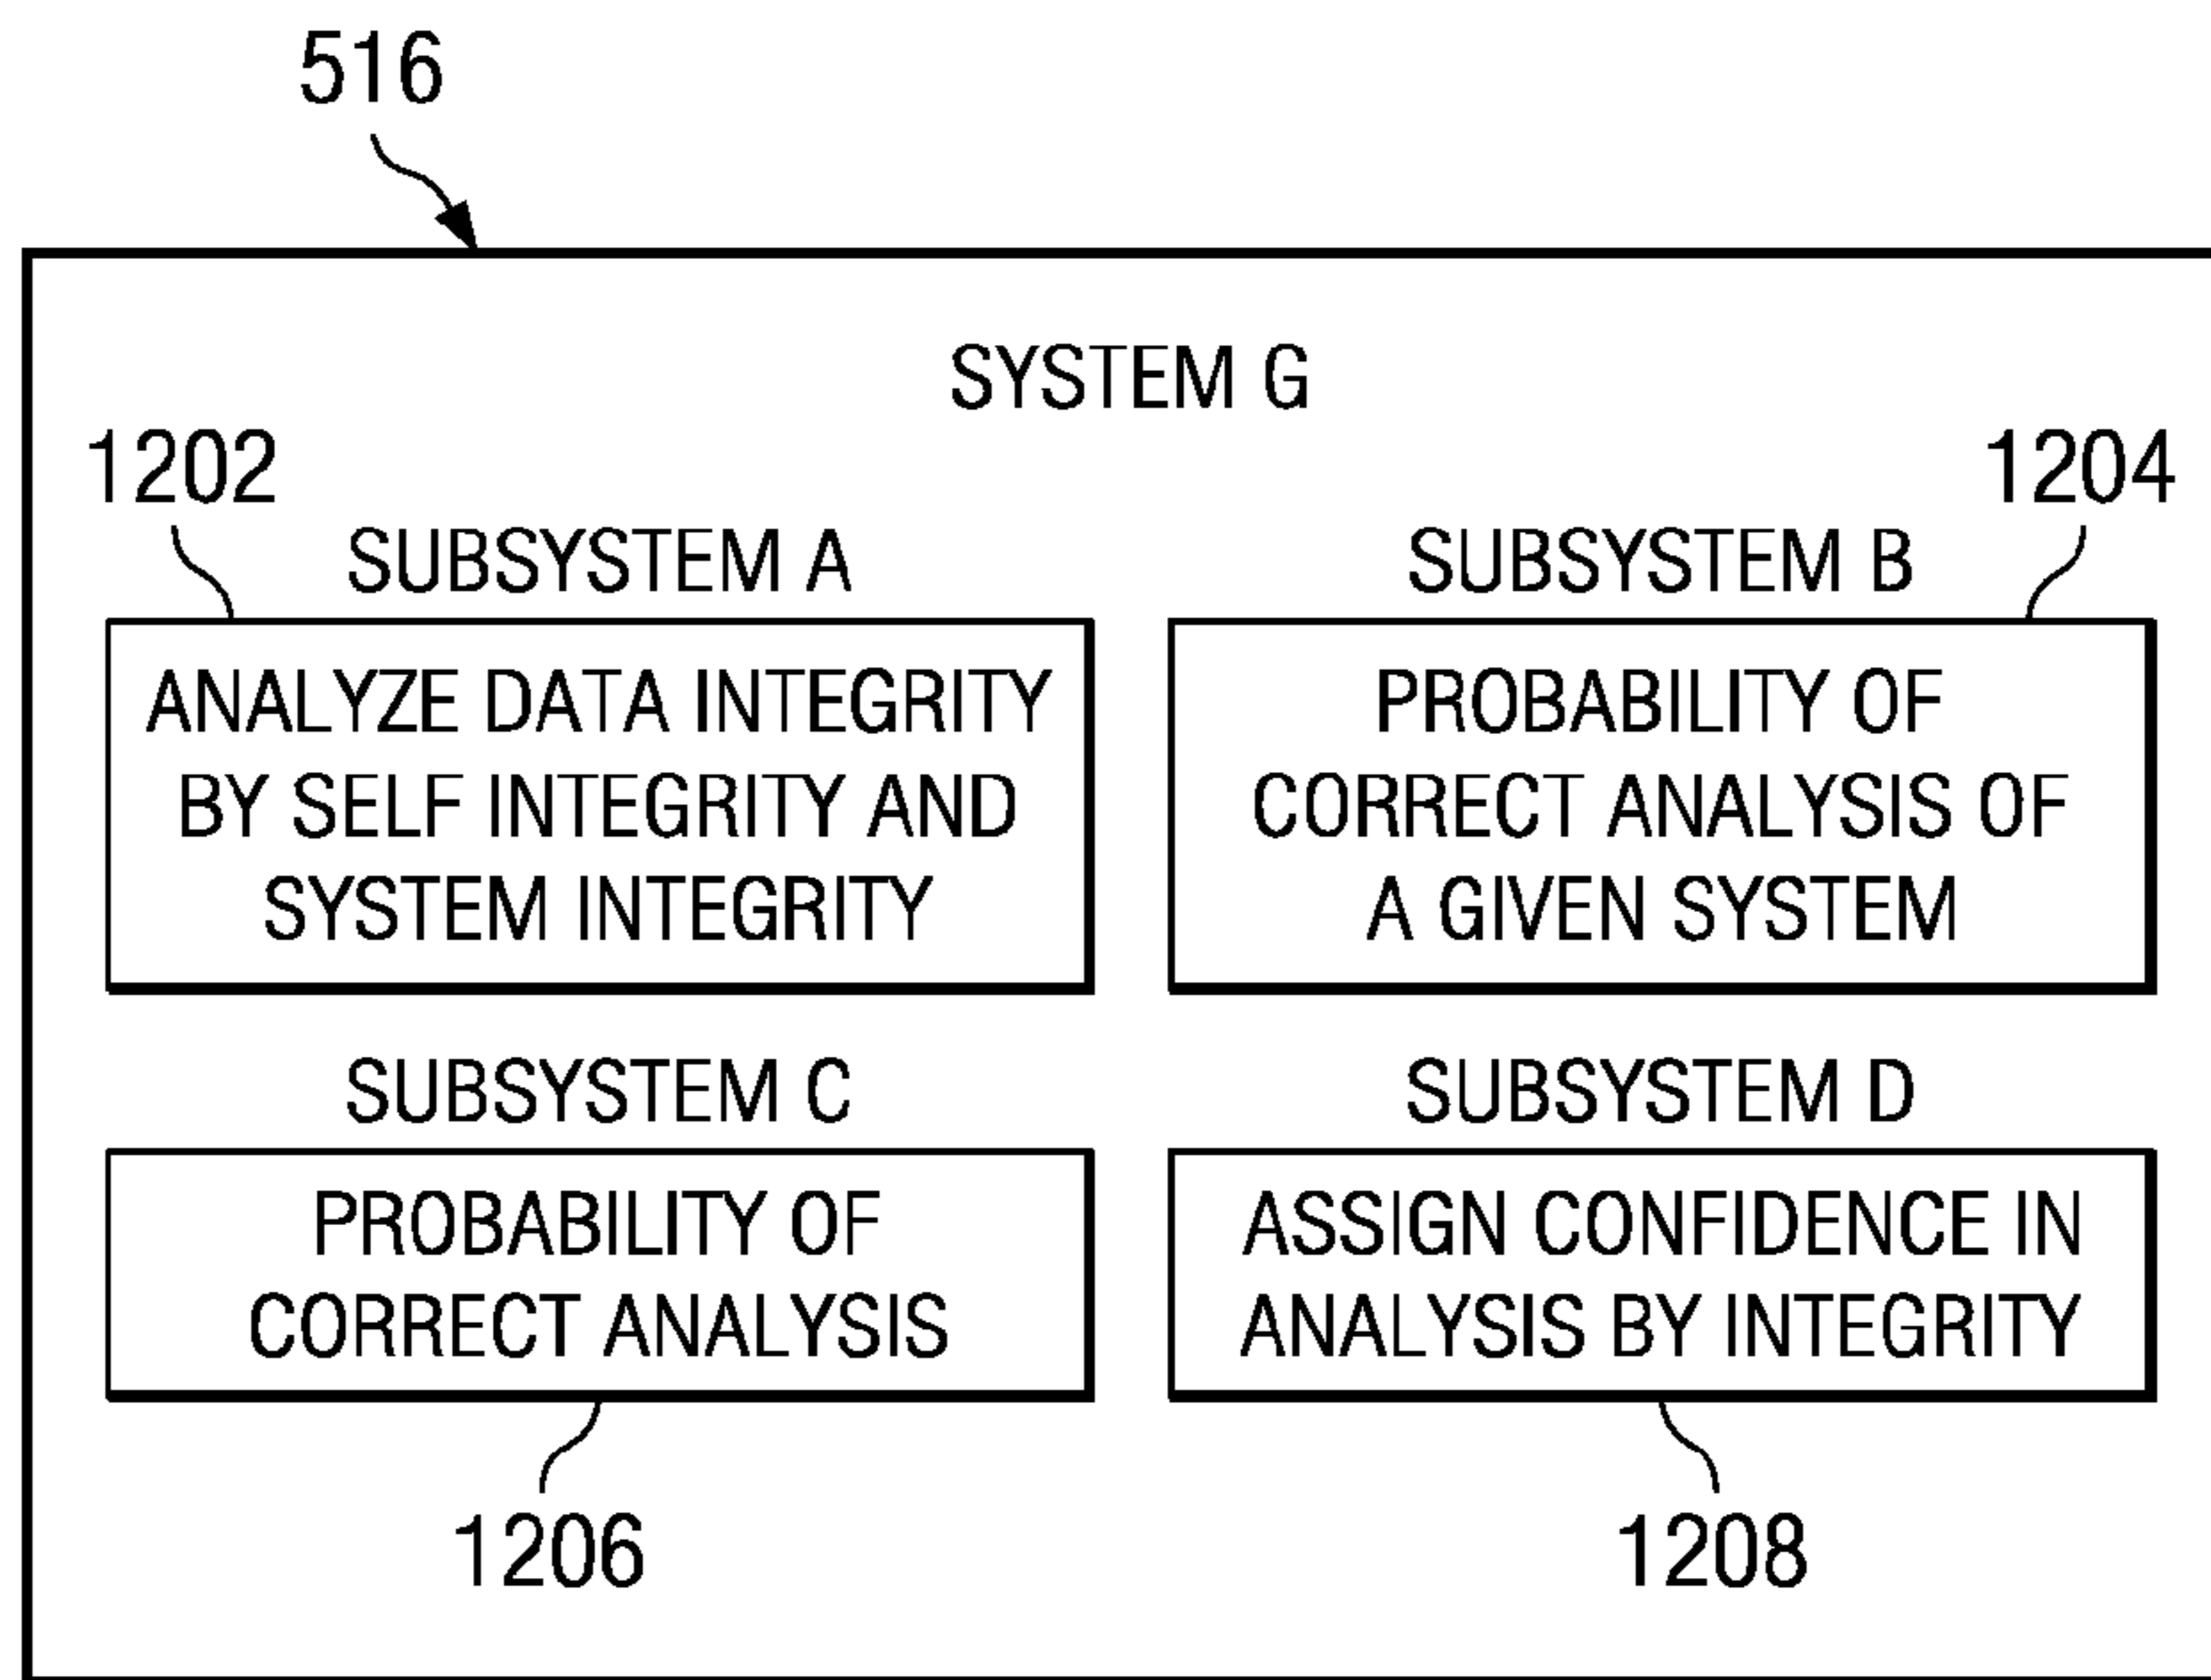 516
SYSTEM G
1202
1204
SUBSYSTEM A
SUBSYSTEM B
ANALYZE DATA INTEGRITY
BY SELF INTEGRITY AND
SYSTEM INTEGRITY
PROBABILITY OF
CORRECT ANALYSIS OF
A GIVEN SYSTEM
SUBSYSTEM C
SUBSYSTEM D
PROBABILITY OF
CORRECT ANALYSIS
ASSIGN CONFIDENCE IN
ANALYSIS BY INTEGRITY
1206
1208